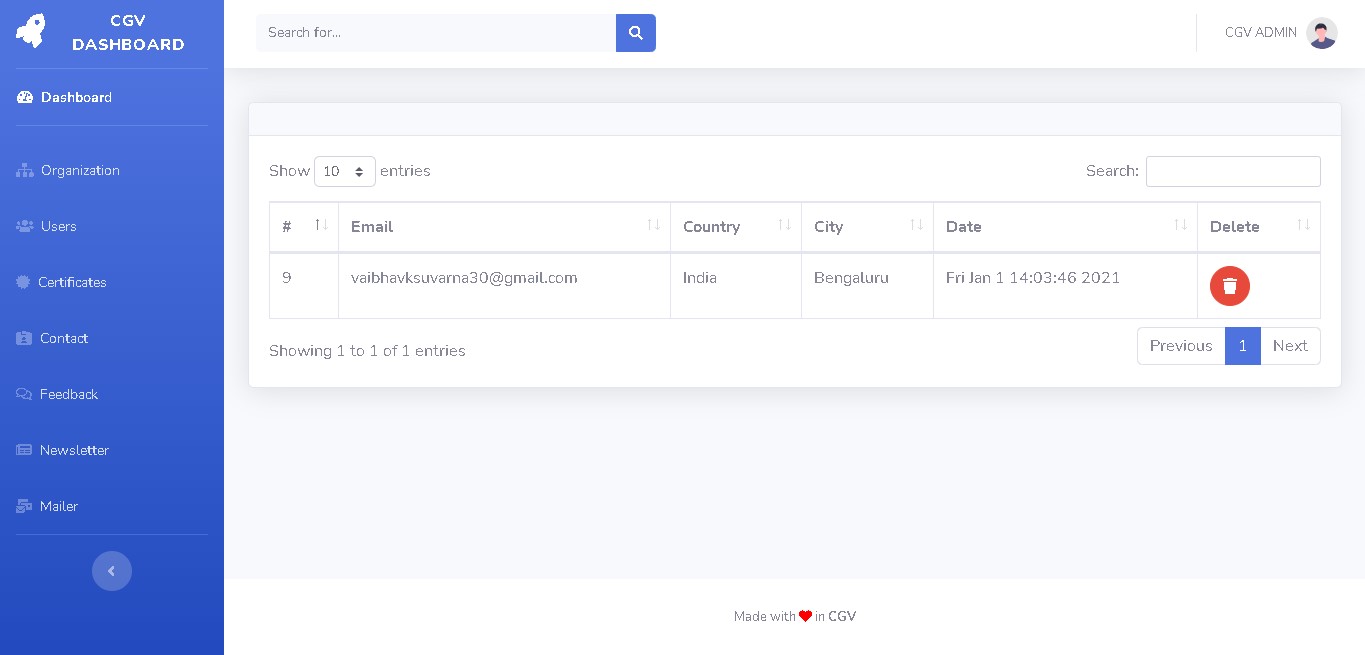 CGV
DASHBOARD
Search for...
CGV ADMIN
Dashboard
Organization
Users
Certificates
Contact
Feedback
Newsletter
Mailer
Show 10 entries
Search:
# Email Country City Date Delete
9 vaibhavksuvarna30@gmail.com India Bengaluru Fri Jan 1 14:03:46 2021
Showing 1 to 1 of 1 entries
Previous 1 Next
Made with in CGV